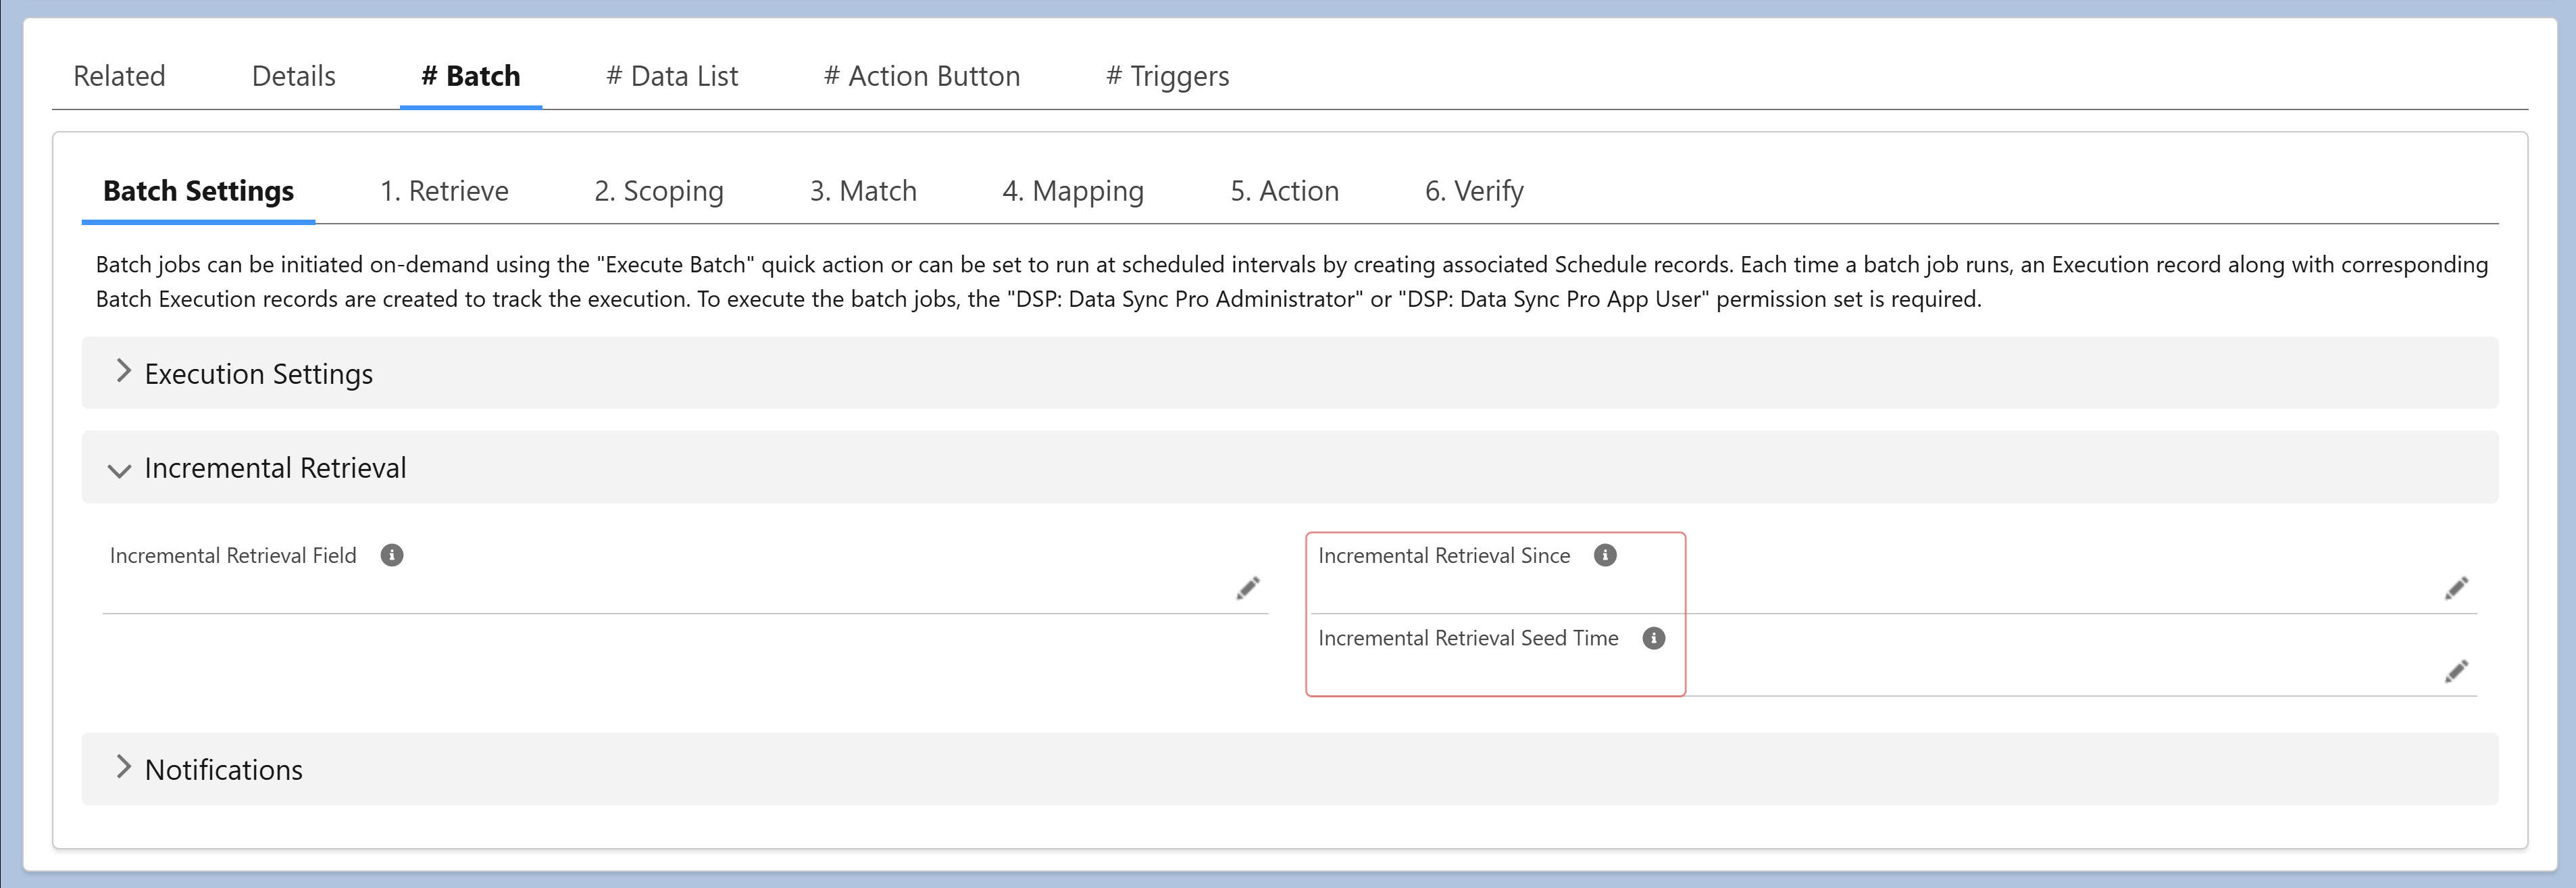 Related Details # Batch # Data List # Action Button # Triggers
Batch Settings 1. Retrieve 2. Scoping 3. Match 4. Mapping 5. Action 6. Verify
Batch jobs can be initiated on-demand using the "Execute Batch" quick action or can be set to run at scheduled intervals by creating associated Schedule records. Each time a batch job runs, an Execution record along with corresponding
Batch Execution records are created to track the execution. To execute the batch jobs, the "DSP: Data Sync Pro Administrator" or "DSP: Data Sync Pro App User" permission set is required.
Execution Settings
Incremental Retrieval
Incremental Retrieval Field
Incremental Retrieval Since
Incremental Retrieval Seed Time
Notifications